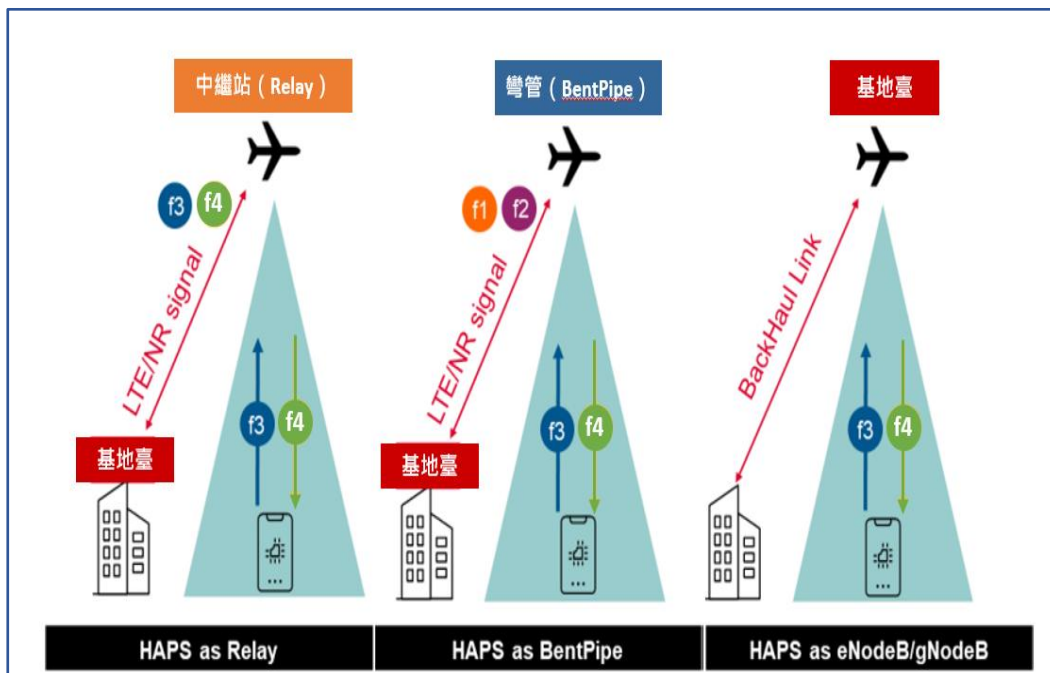 中繼站（Relay）
f3
f4
LTE/NR signal
基地臺
f3
f4
HAPS as Relay
彎管（BentPipe）
f1
f2
LTE/NR signal
基地臺
f3
f4
HAPS as BentPipe
基地臺
BackHaul Link
f3
f4
HAPS as eNodeB/gNodeB